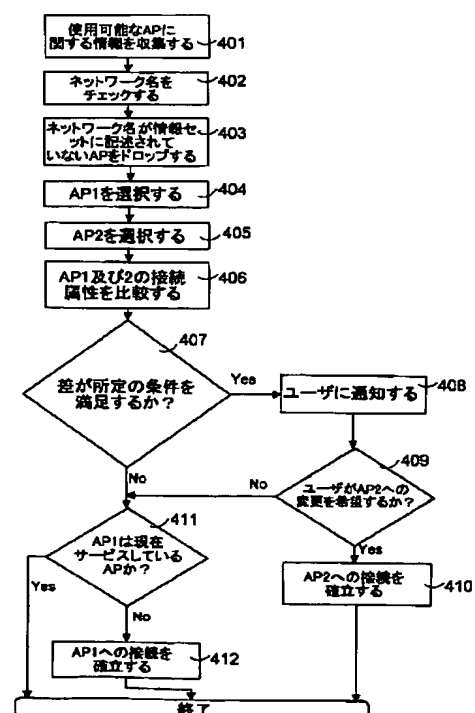 使用可能なAPに
関する情報を収集する
401
ネットワーク名を
チェックする
402
ネットワーク名が情報セ
ットに記述されて
いないAPをドロップする
403
AP1を選択する
404
AP2を選択する
405
AP1及び2の接続
属性を比較する
406
407
差が所定の条件を
満足するか？
Yes
ユーザに通知する
408
No
409
ユーザがAP2への
変更を希望するか？
No
Yes
411
AP1は現在
サービスしている
APか？
Yes
No
AP2への接続を
確立する
410
AP1への接続を
確立する
412
終了